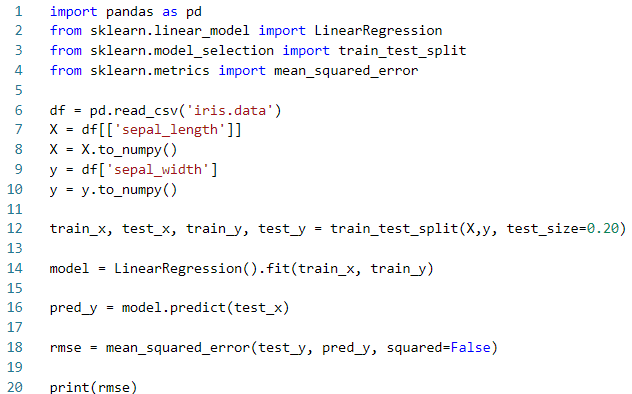 1 import pandas as pd
2 from sklearn.linear_model import LinearRegression
3 from sklearn.model_selection import train_test_split
4 from sklearn.metrics import mean_squared_error
5
6 df = pd.read_csv('iris.data')
7 X = df[['sepal_length']]
8 X = X.to_numpy()
9 y = df['sepal_width']
10 y = y.to_numpy()
11
12 train_x, test_x, train_y, test_y = train_test_split(X,y, test_size=0.20)
13
14 model = LinearRegression().fit(train_x, train_y)
15
16 pred_y = model.predict(test_x)
17
18 rmse = mean_squared_error(test_y, pred_y, squared=False)
19
20 print(rmse)